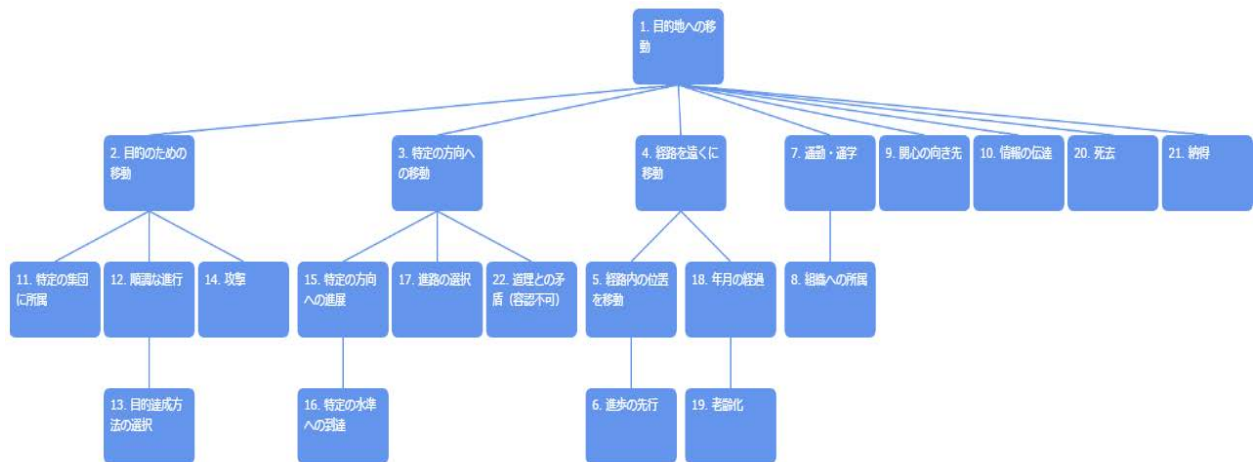 1. 目的地への移
動
2. 目的のための
移動
3. 特定の方向へ
の移動
4. 経路を遠くに
移動
7. 通勤・通学
9. 関心の向き先
10. 情報の伝達
20. 死去
21. 納得
11. 特定の集団
に所属
12. 順調な進行
14. 攻撃
15. 特定の方向
への進展
17. 進路の選択
22. 道理との矛
盾（容認不可）
5. 経路内の位置
を移動
18. 年月の経過
8. 組織への所属
13. 目的達成方
法の選択
16. 特定の水準
への到達
6. 進歩の先行
19. 老齢化